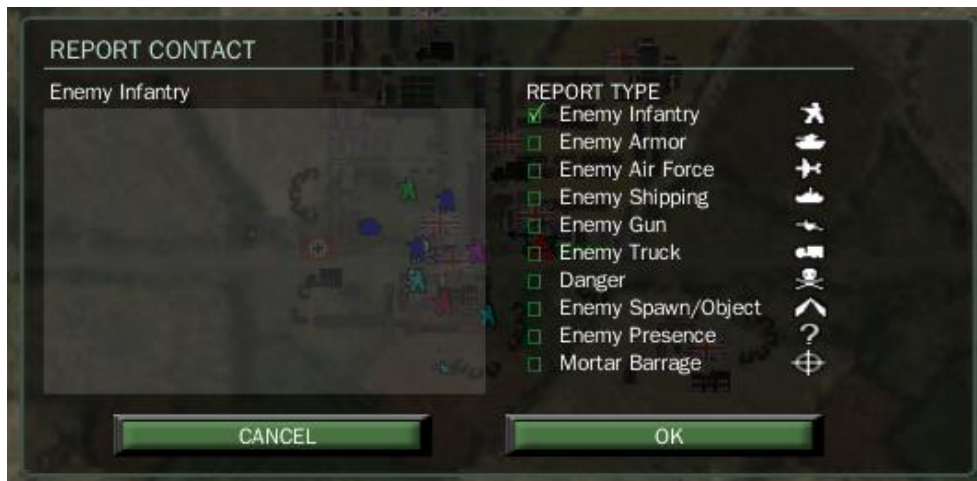 REPORT CONTACT
Enemy Infantry
REPORT TYPE
Enemy Infantry
Enemy Armor
Enemy Air Force
Enemy Shipping
Enemy Gun
Enemy Truck
Danger
Enemy Spawn/Object
Enemy Presence
Mortar Barrage
CANCEL
OK